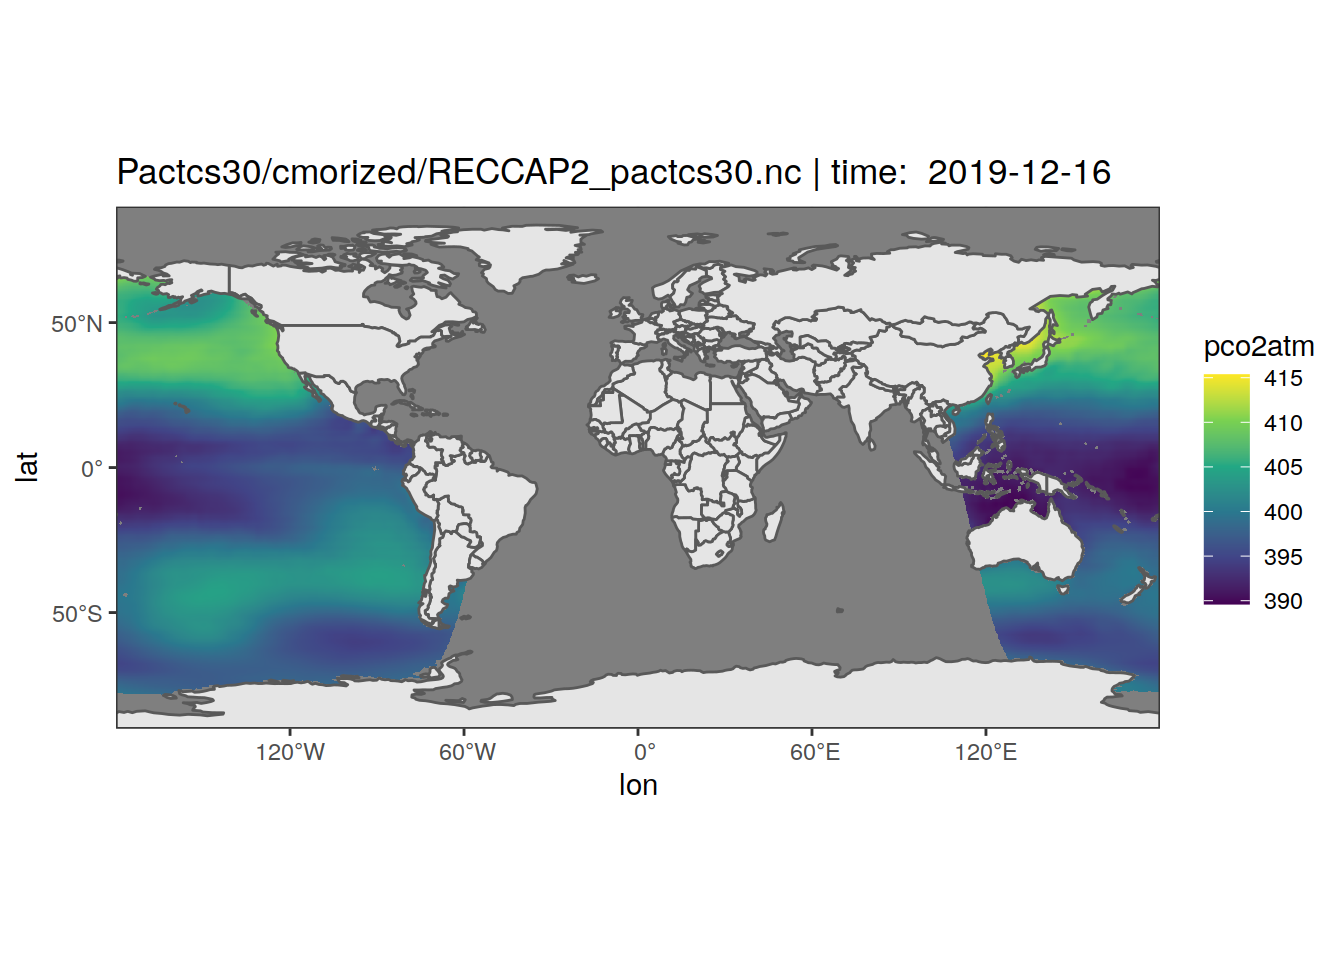 Pactcs30/cmorized/RECCAP2_pactcs30.nc | time:  2019-12-16
pco2atm
415
410
405
400
395
390
50°N
0°
50°S
lat
120°W
60°W
0°
60°E
120°E
lon